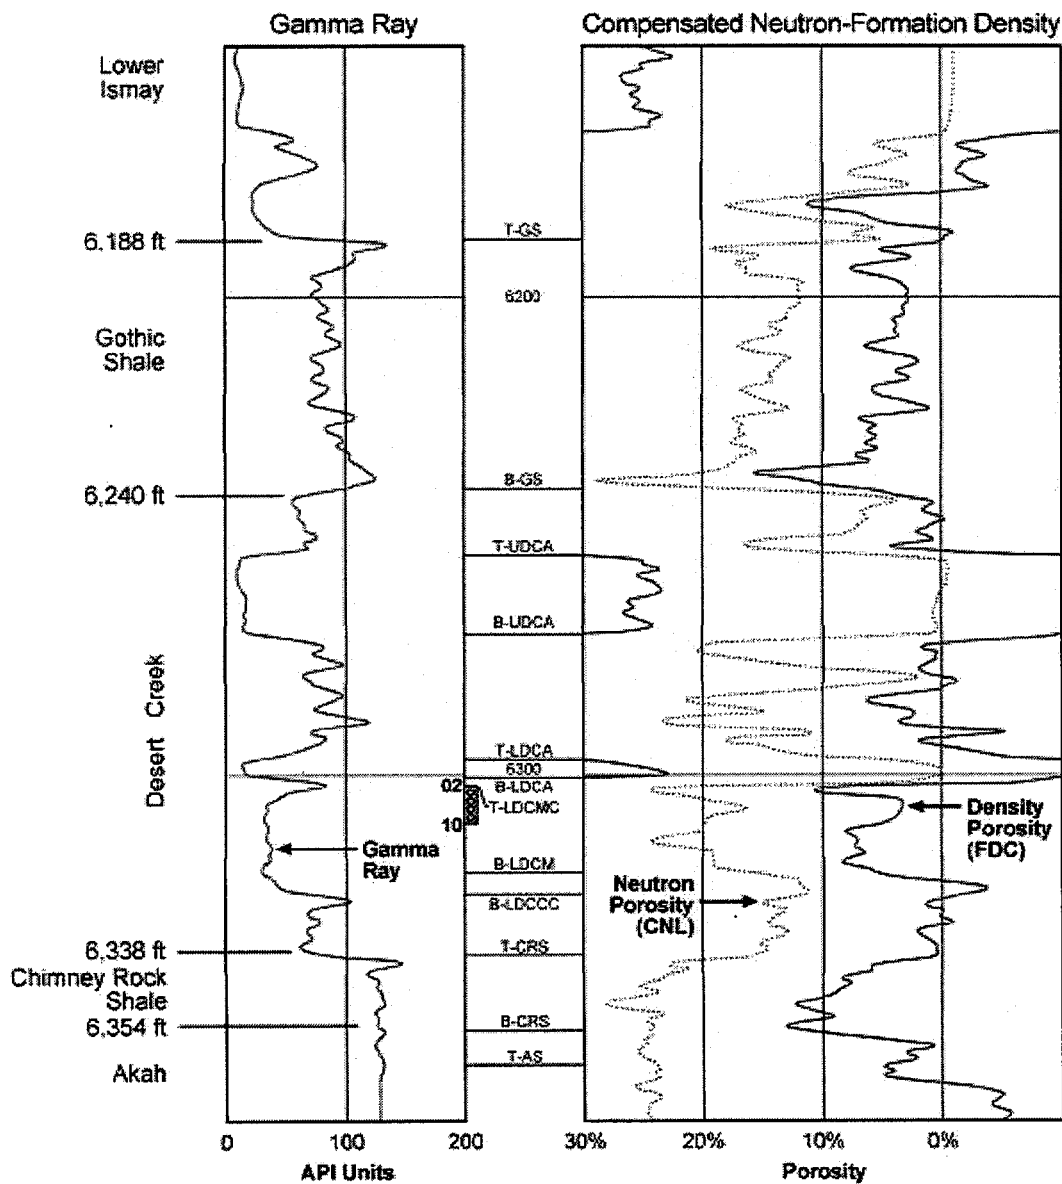 Gamma Ray
Compensated Neutron-Formation Density
Lower
Ismay
6.188 ft
T-GS
6200
Gothic
Shale
6,240 ft
B-GS
T-UDCA
B-UDCA
Desert Creek
T-LDCA
6300
02
B-LDCA
T-LDCMC
10
Density
Porosity
(FDC)
Gamma
Ray
B-LDCM
Neutron
Porosity
(CNL)
B-LDCCC
6,338 ft
T-CRS
Chimney Rock
Shale
6,354 ft
B-CRS
T-AS
Akah
0 100 200 30% 20% 10% 0%
API Units
Porosity